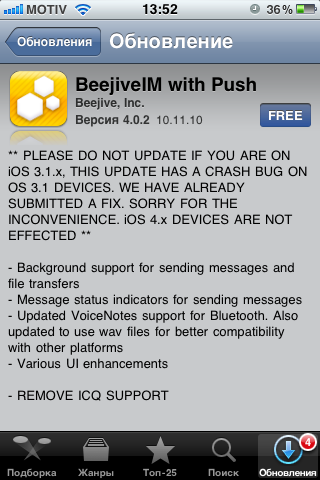 MOTIV 13:52 36%
Обновления Обновление
BeejiveIM with Push
Beejive, Inc.
Версия 4.0.2 10.11.10
FREE
** PLEASE DO NOT UPDATE IF YOU ARE ON
iOS 3.1.x, THIS UPDATE HAS A CRASH BUG ON
OS 3.1 DEVICES. WE HAVE ALREADY
SUBMITTED A FIX. SORRY FOR THE
INCONVENIENCE. iOS 4.x DEVICES ARE NOT
EFFECTED **
- Background support for sending messages and
file transfers
- Message status indicators for sending messages
- Updated VoiceNotes support for Bluetooth. Also
updated to use wav files for better compatibility
with other platforms
- Various UI enhancements
- REMOVE ICQ SUPPORT
4
Подборка Жанры Топ-25 Поиск Обновления